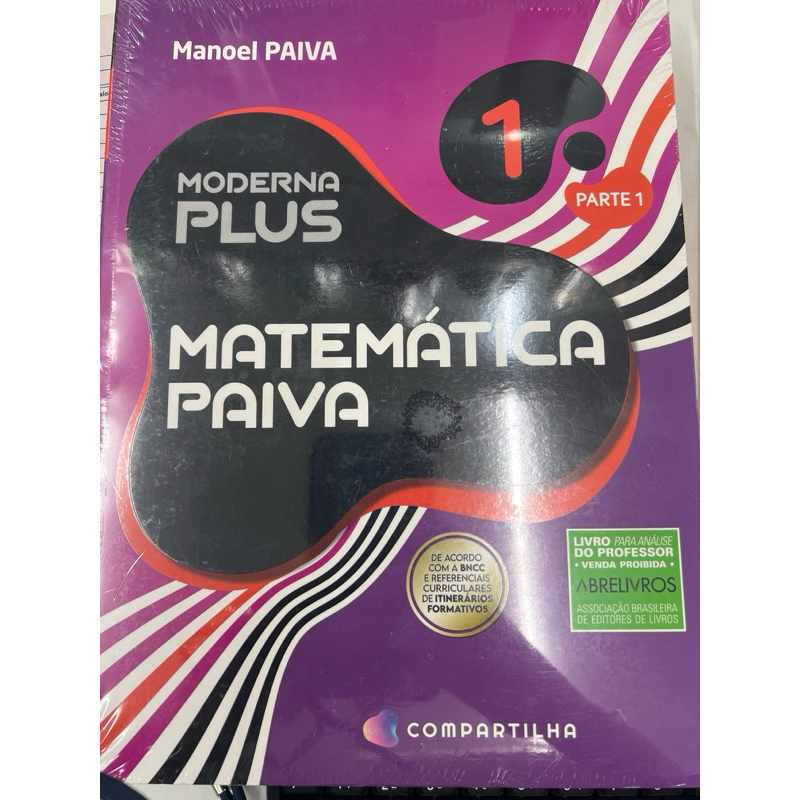 Manoel PAIVA
1
PARTE 1
MODERNA
PLUS
MATEMÁTICA
PAIVA
DE ACORDO
COM A BNCC
E REFERENCIAIS
CURRICULARES
DE ITINERÁRIOS
FORMATIVOS
LIVRO PARA ANÁLISE
DO PROFESSOR
• VENDA PROIBIDA •
ABRELIVROS
ASSOCIAÇÃO BRASILEIRA
DE EDITORES DE LIVROS
COMPARTILHA